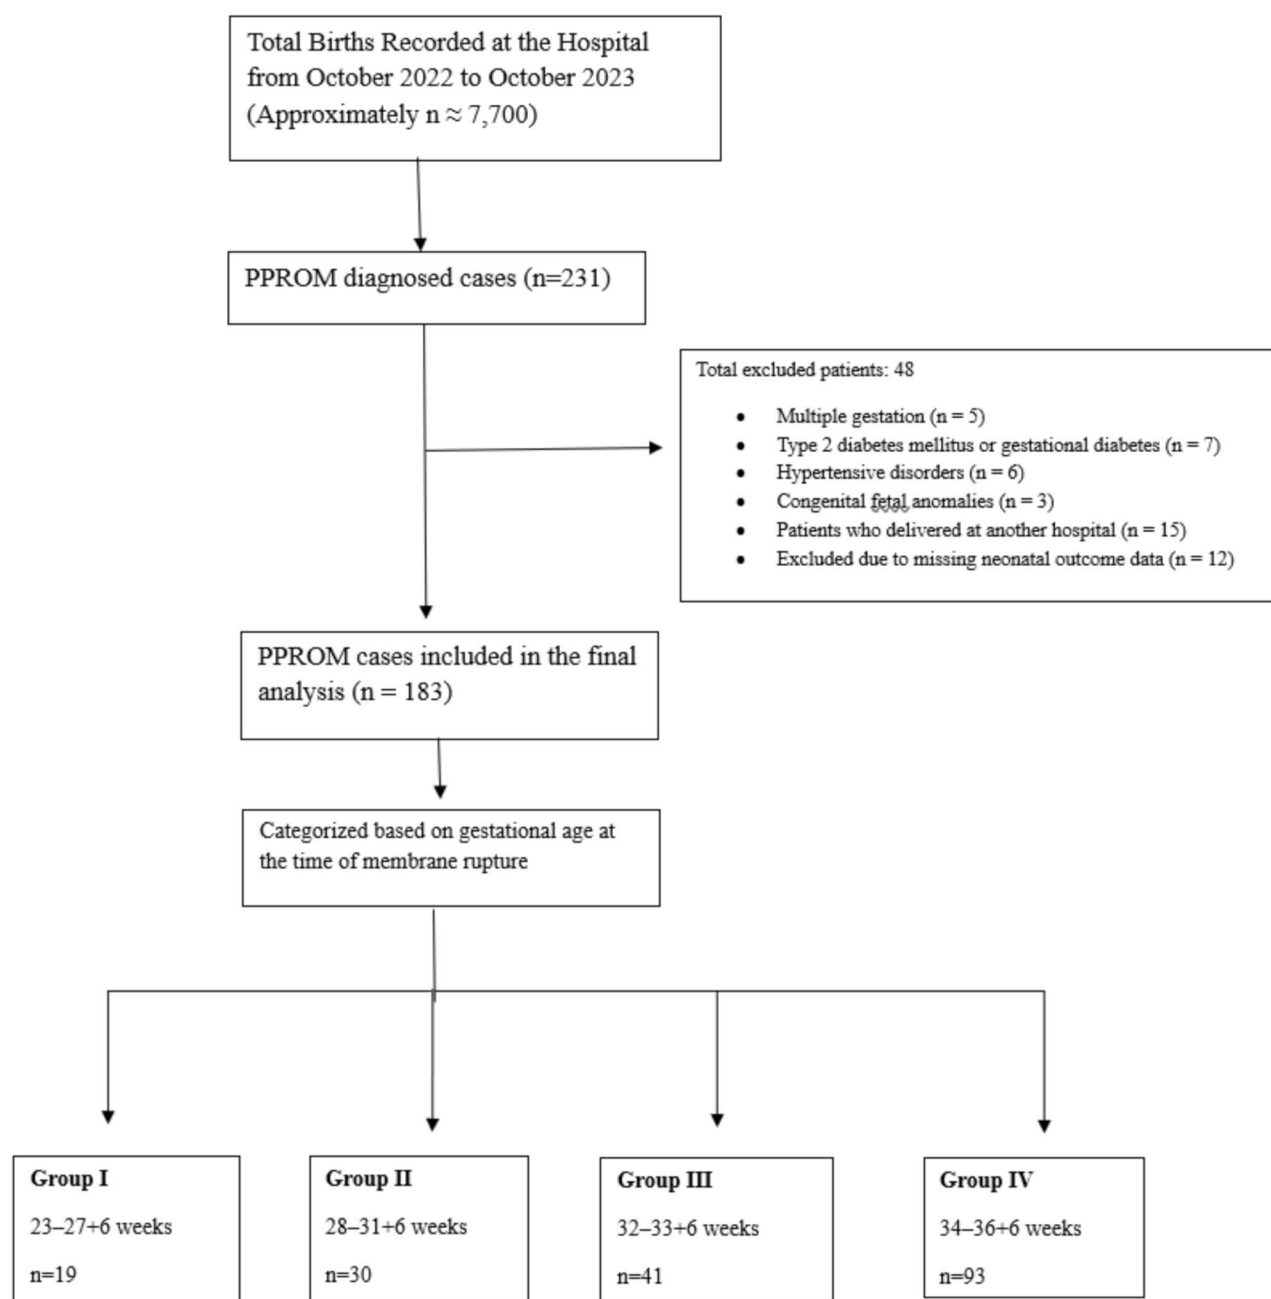 Total Births Recorded at the Hospital
from October 2022 to October 2023
(Approximately n ≈ 7,700)
PPROM diagnosed cases (n=231)
Total excluded patients: 48
• Multiple gestation (n = 5)
• Type 2 diabetes mellitus or gestational diabetes (n = 7)
• Hypertensive disorders (n = 6)
• Congenital fetal anomalies (n = 3)
• Patients who delivered at another hospital (n = 15)
• Excluded due to missing neonatal outcome data (n = 12)
PPROM cases included in the final
analysis (n = 183)
Categorized based on gestational age at
the time of membrane rupture
Group I
23–27+6 weeks
n=19
Group II
28–31+6 weeks
n=30
Group III
32–33+6 weeks
n=41
Group IV
34–36+6 weeks
n=93